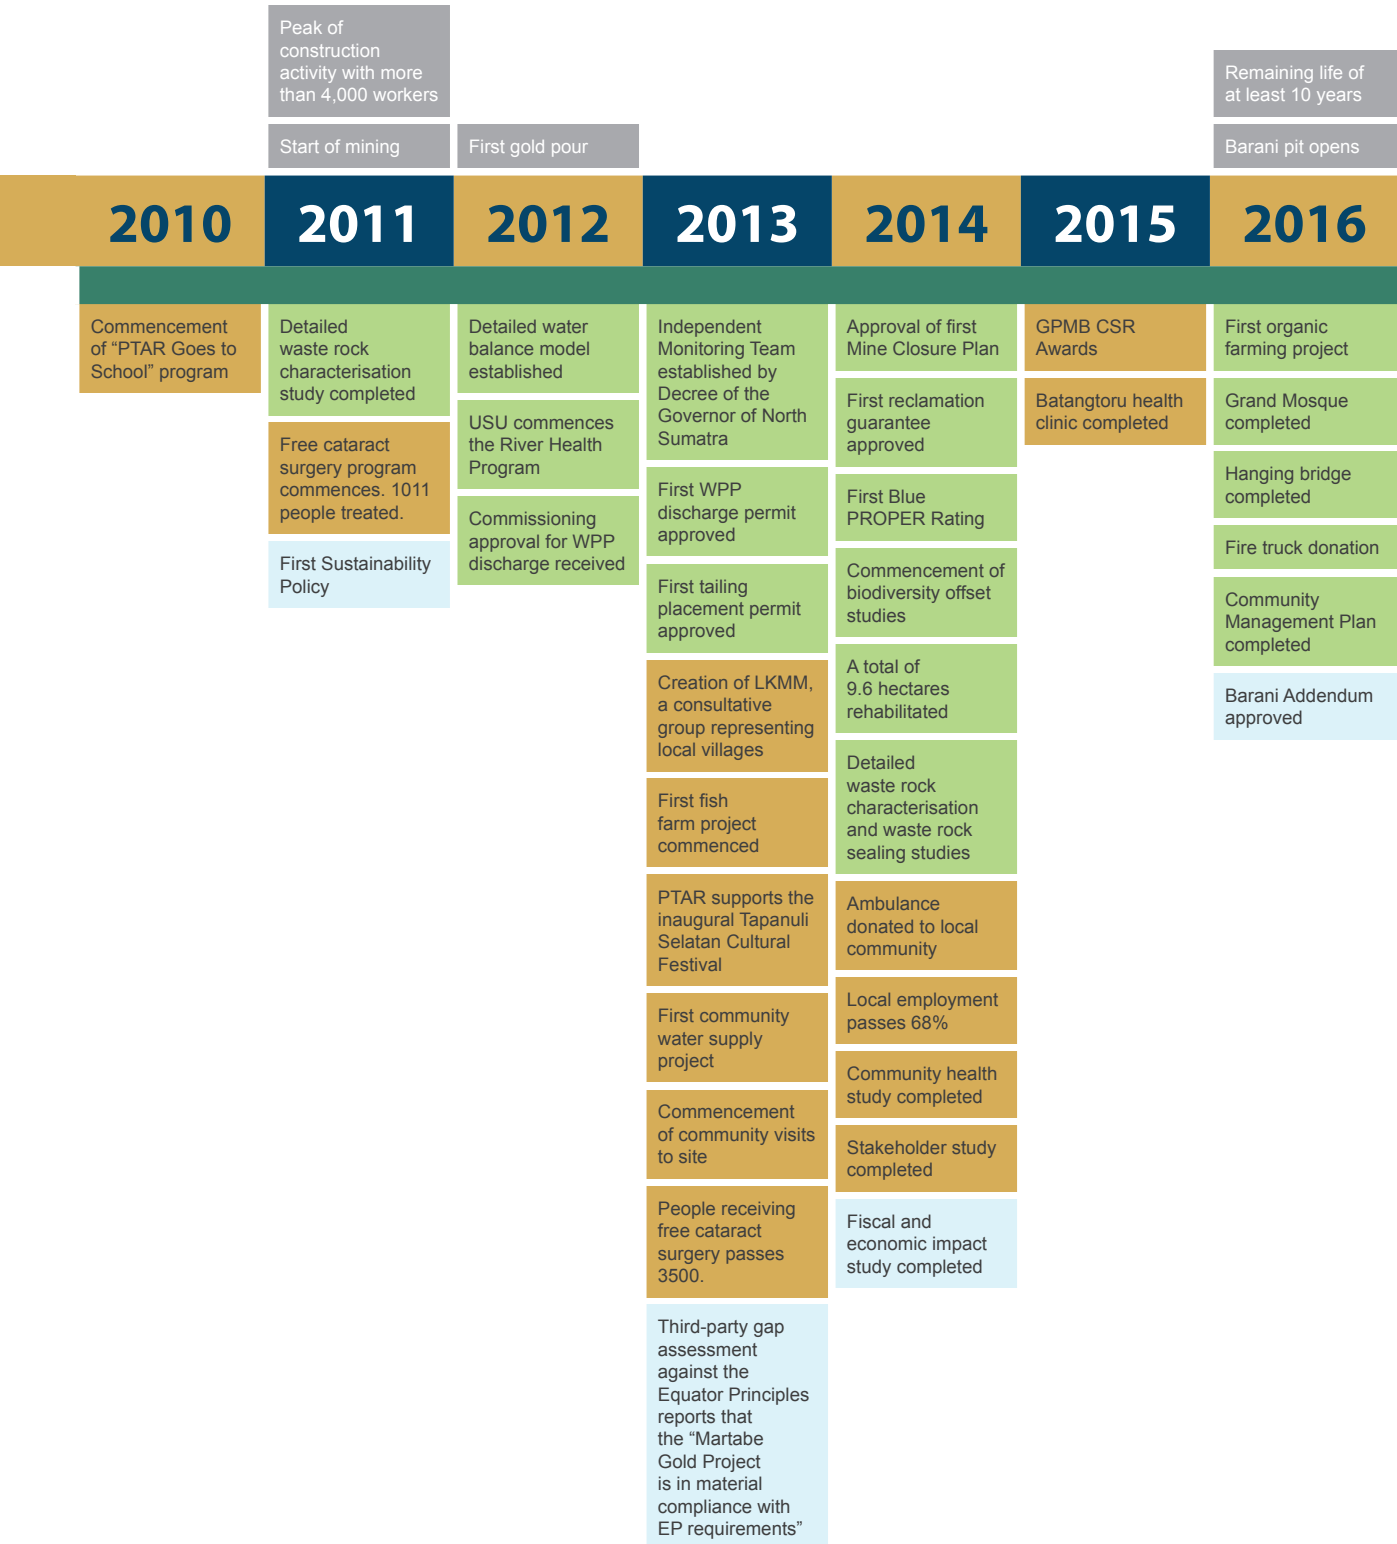 Peak of
construction
activity with more
than 4,000 workers
Start of mining
First gold pour
Remaining life of
at least 10 years
Barani pit opens
2010
2011
2012
2013
2014
2015
2016
Commencement
of “PTAR Goes to
School” program
Detailed
waste rock
characterisation
study completed
Free cataract
surgery program
commences. 1011
people treated.
First Sustainability
Policy
Detailed water
balance model
established
USU commences
the River Health
Program
Commissioning
approval for WPP
discharge received
Independent
Monitoring Team
established by
Decree of the
Governor of North
Sumatra
First WPP
discharge permit
approved
First tailing
placement permit
approved
Creation of LKMM,
a consultative
group representing
local villages
First fish
farm project
commenced
PTAR supports the
inaugural Tapanuli
Selatan Cultural
Festival
First community
water supply
project
Commencement
of community visits
to site
People receiving
free cataract
surgery passes
3500.
Third-party gap
assessment
against the
Equator Principles
reports that
the “Martabe
Gold Project
is in material
compliance with
EP requirements”
Approval of first
Mine Closure Plan
First reclamation
guarantee
approved
First Blue
PROPER Rating
Commencement of
biodiversity offset
studies
A total of
9.6 hectares
rehabilitated
Detailed
waste rock
characterisation
and waste rock
sealing studies
Ambulance
donated to local
community
Local employment
passes 68%
Community health
study completed
Stakeholder study
completed
Fiscal and
economic impact
study completed
GPMB CSR
Awards
Batangtoru health
clinic completed
First organic
farming project
Grand Mosque
completed
Hanging bridge
completed
Fire truck donation
Community
Management Plan
completed
Barani Addendum
approved